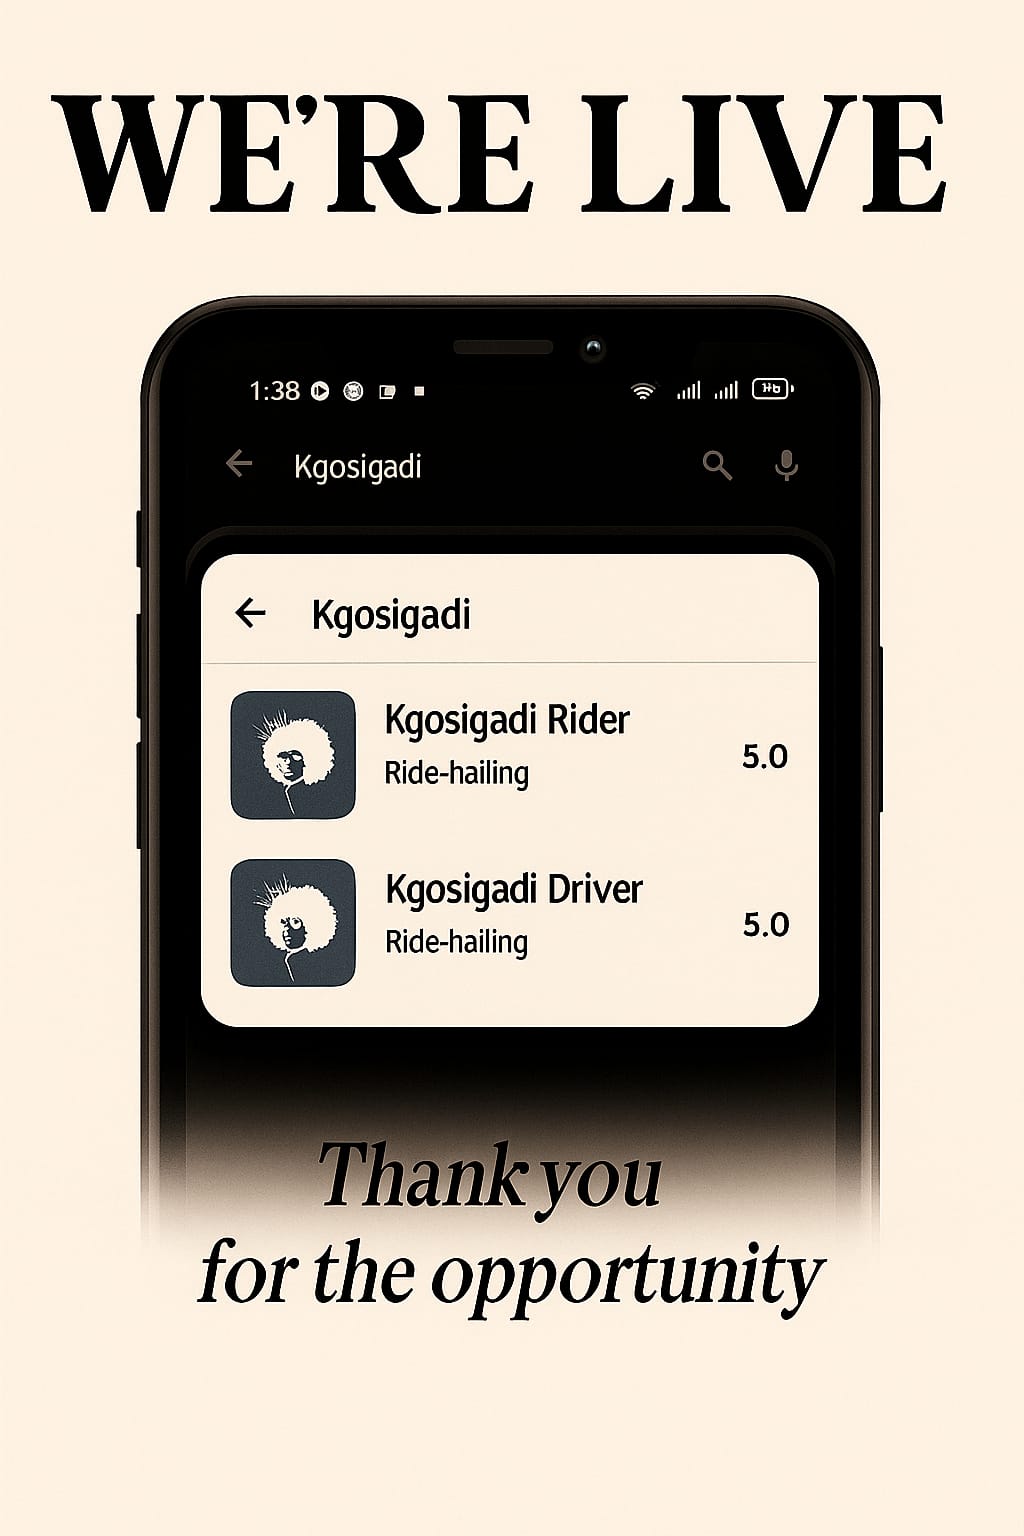 WE'RE LIVE
1:38
Kgosigadi
Kgosigadi
Kgosigadi Rider
Ride-hailing
5.0
Kgosigadi Driver
Ride-hailing
5.0
Thank you
for the opportunity